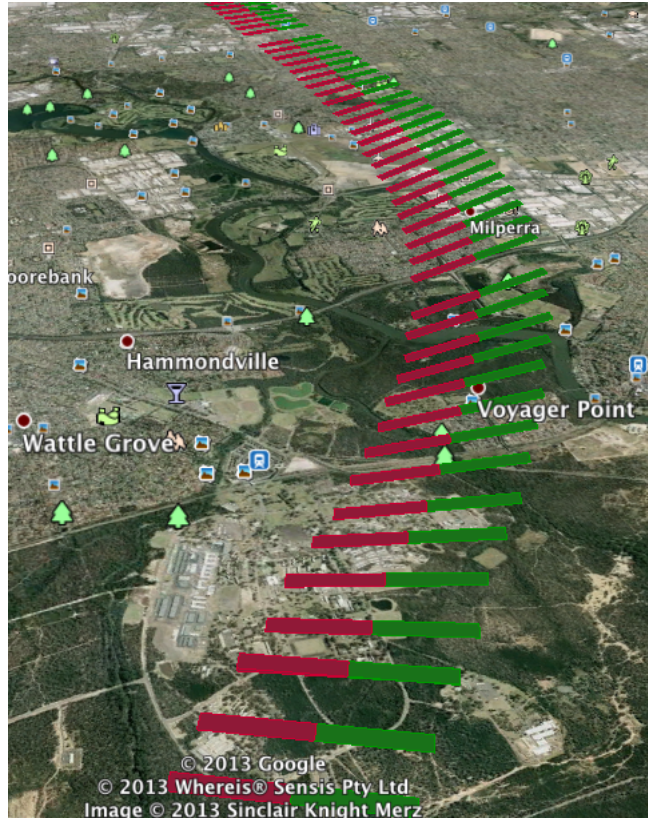 Milperra
oorebank
Hammondville
Voyager Point
Wattle Grove
© 2013 Google
© 2013 Whereis® Sensis Pty Ltd
Image © 2013 Sinclair Knight Merz